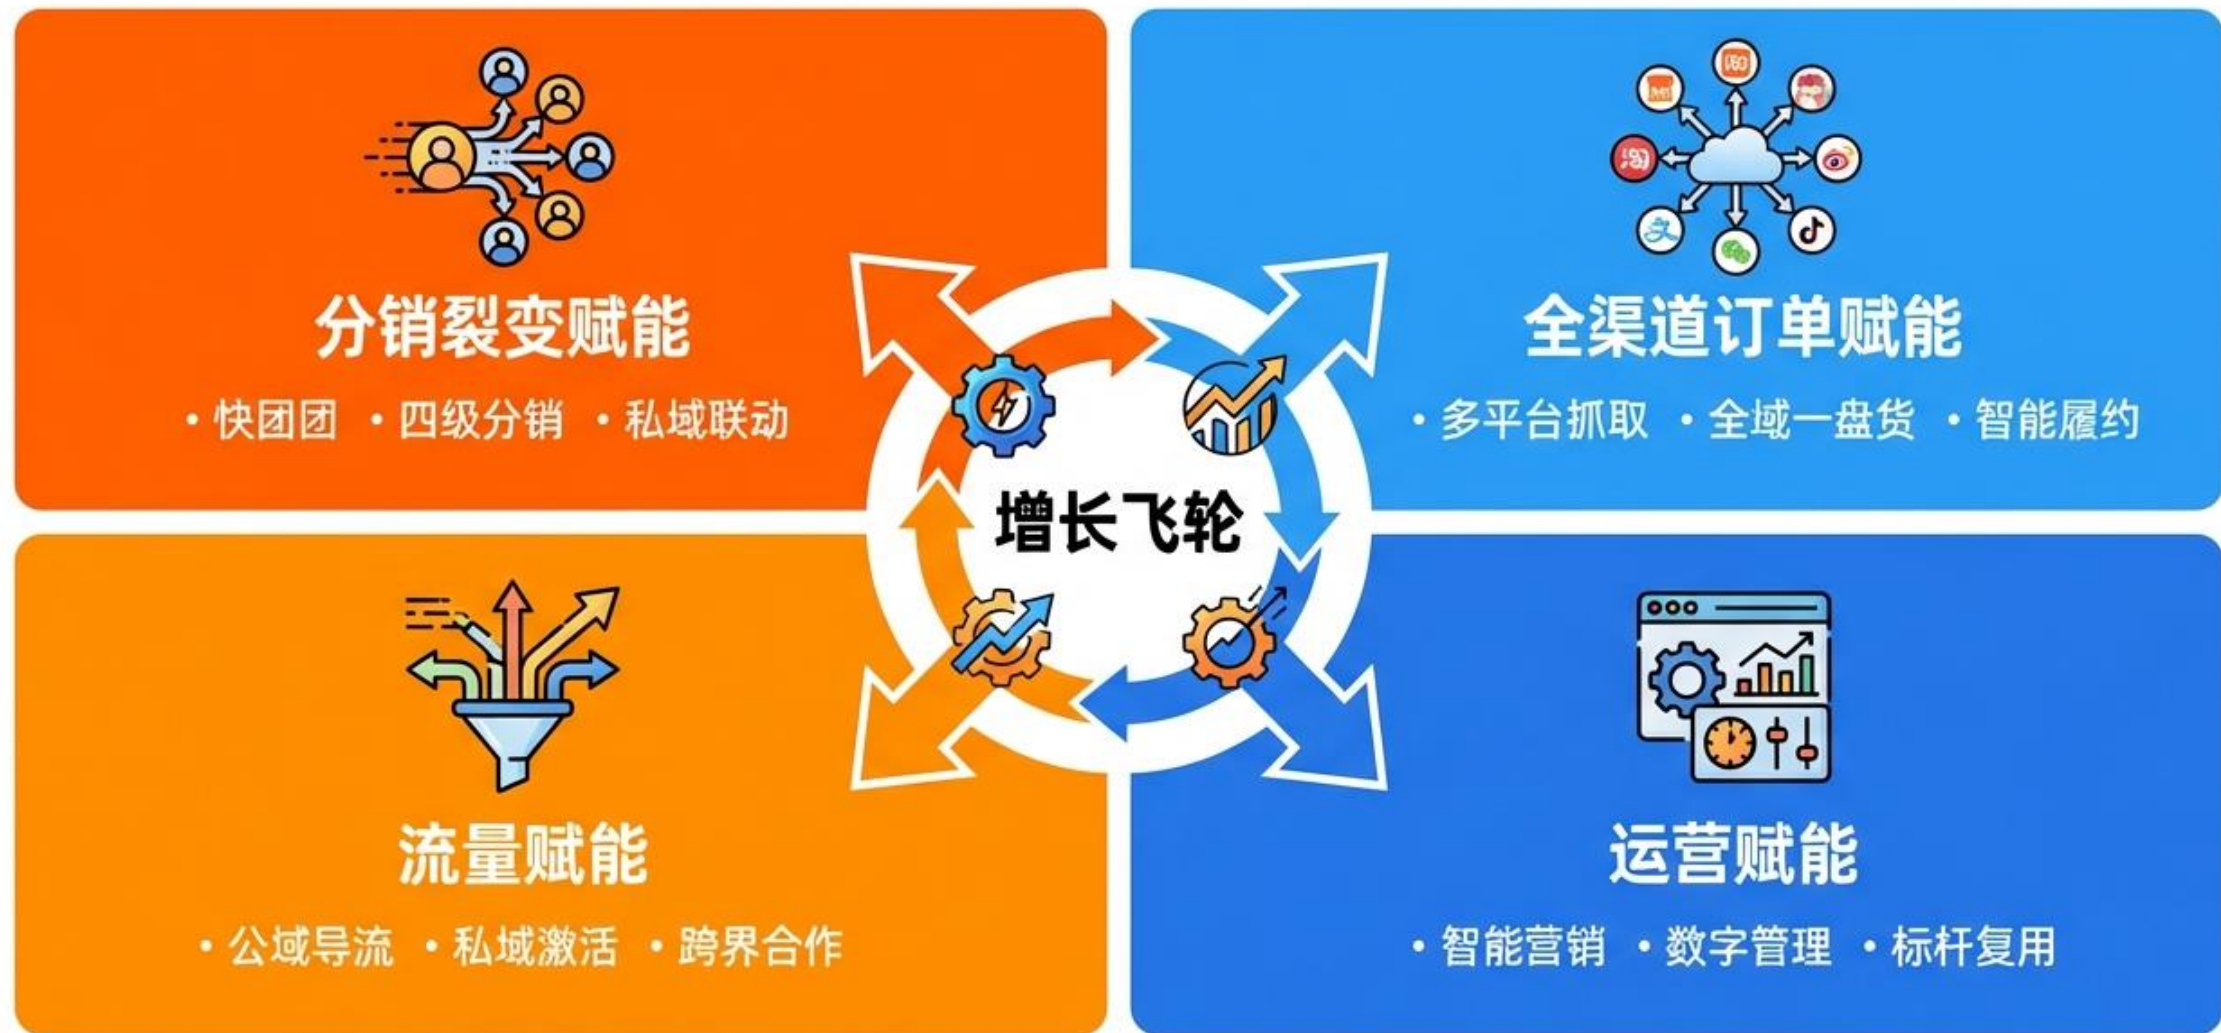 分销裂变赋能
• 快团团 • 四级分销 • 私域联动
全渠道订单赋能
• 多平台抓取 • 全域一盘货 • 智能履约
增长飞轮
流量赋能
• 公域导流 • 私域激活 • 跨界合作
运营赋能
• 智能营销 • 数字管理 • 标杆复用